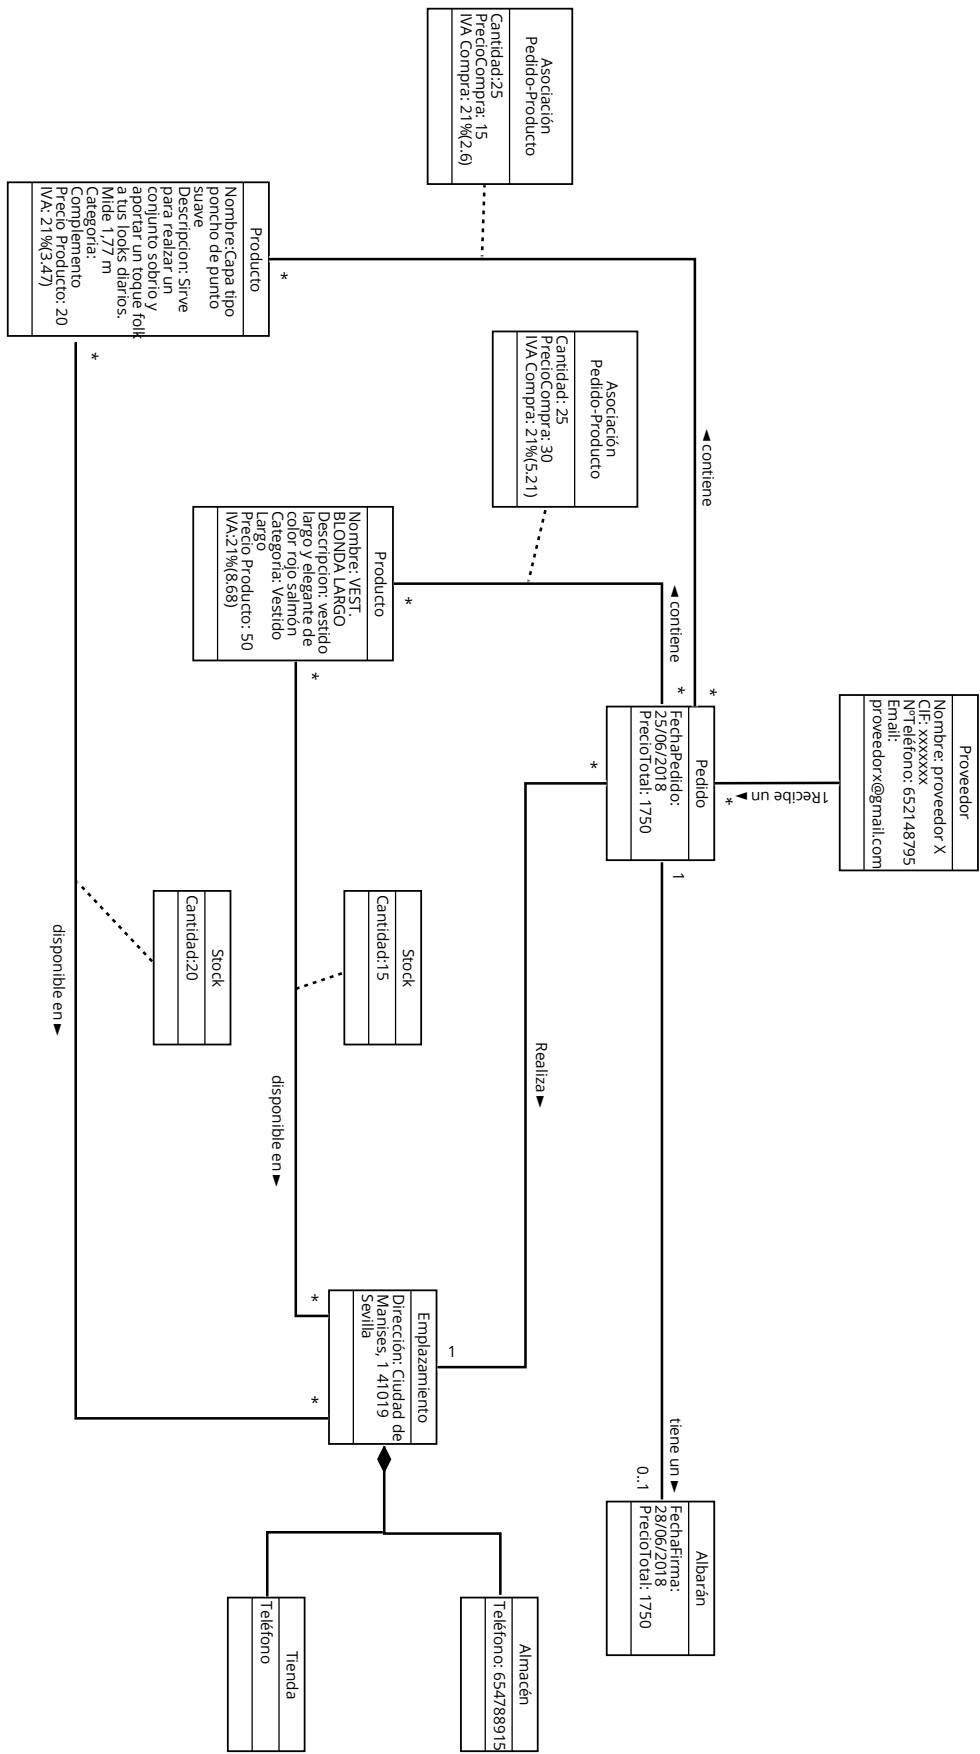 Proveedor
Nombre: proveedor X
CIF: xxxxxxx
NºTeléfono: 652148795
Email:
proveedorx@gmail.com
1Recibe un ►
*
Pedido
FechaPedido:
25/06/2018
PrecioTotal: 1750
*
*
*
1
◄ contiene
◄ contiene
tiene un ►
0..1
Albarán
FechaFirma:
28/06/2018
PrecioTotal: 1750
Asociación
Pedido-Producto
Cantidad: 25
PrecioCompra: 30
IVA Compra: 21%(5.21)
Asociación
Pedido-Producto
Cantidad:25
PrecioCompra: 15
IVA Compra: 21%(2.6)
Realiza ►
1
Emplazamiento
Dirección: Ciudad de
Manises, 1 41019
Sevilla
*
*
Almacén
Teléfono: 654788915
Tienda
Teléfono
*
Producto
Nombre: VEST.
BLONDA LARGO
Descripcion: vestido
largo y elegante de
color rojo salmón
Categoria: Vestido
Largo
Precio Producto: 50
IVA:21%(8.68)
*
Stock
Cantidad:15
disponible en ►
*
Producto
Nombre:Capa tipo
poncho de punto
suave
Descripcion: Sirve
para realzar un
conjunto sobrio y
aportar un toque folk
a tus looks diarios.
Mide 1,77 m
Categoria:
Complemento
Precio Producto: 20
IVA: 21%(3.47)
*
Stock
Cantidad:20
disponible en ►